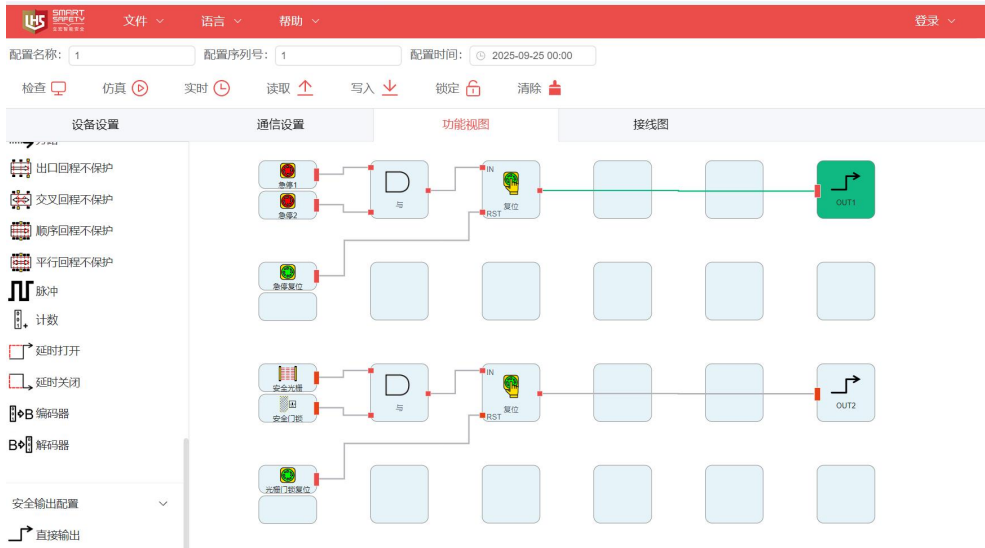 LHS SMART SAFETY 文件 语言 帮助 登录
配置名称： 1 配置序列号： 1 配置时间： 2025-09-25 00:00
检查 仿真 实时 读取 写入 锁定 清除
设备设置 通信设置 功能视图 接线图
出口回程不保护
交叉回程不保护
顺序回程不保护
平行回程不保护
脉冲
计数
延时打开
延时关闭
B 编码器
B 解码器
安全输出配置
直接输出
急停1
急停2
与
IN
复位
RST
OUT1
急停复位
安全光栅
安全门锁
与
IN
复位
RST
OUT2
光栅门锁复位